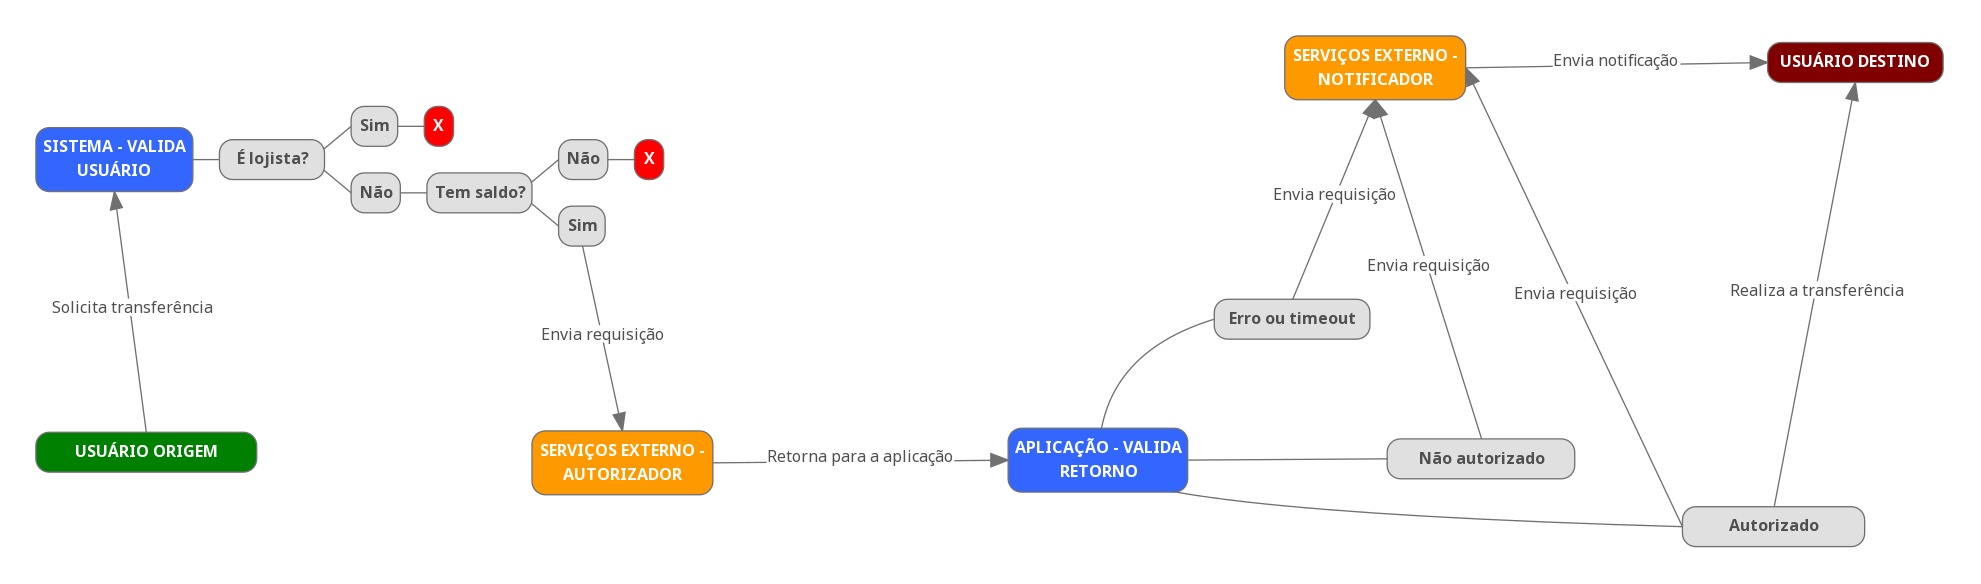 SERVIÇOS EXTERNO -
NOTIFICADOR
Envia notificação
USUÁRIO DESTINO
SISTEMA - VALIDA
USUÁRIO
É lojista?
Sim
X
Não
Tem saldo?
Não
X
Sim
Envia requisição
Envia requisição
Envia requisição
Realiza a transferência
Solicita transferência
Envia requisição
Erro ou timeout
USUÁRIO ORIGEM
SERVIÇOS EXTERNO -
AUTORIZADOR
Retorna para a aplicação
APLICAÇÃO - VALIDA
RETORNO
Não autorizado
Autorizado